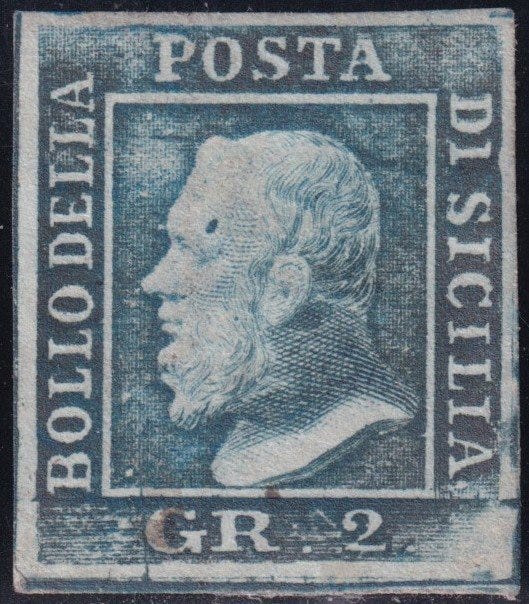 BOLLO DELLA
POSTA
DI SICILIA.
GR. 2.